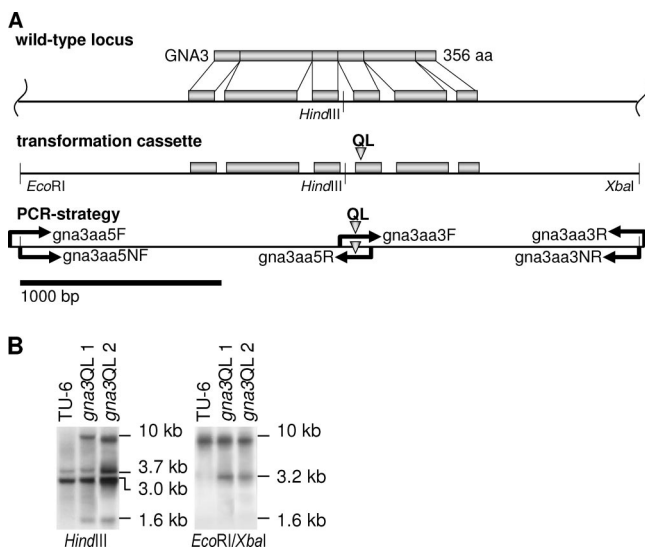 A
wild-type locus
GNA3 356 aa
HindIII
transformation cassette QL
EcoRI HindIII XbaI
PCR-strategy QL
gna3aa5F gna3aa3F gna3aa3R
gna3aa5NF gna3aa5R gna3aa3NR
1000 bp
B
TU-6 gna3QL 1 gna3QL 2 TU-6 gna3QL 1 gna3QL 2
10 kb 10 kb
3.7 kb
3.0 kb 3.2 kb
1.6 kb 1.6 kb
HindIII EcoRI/XbaI